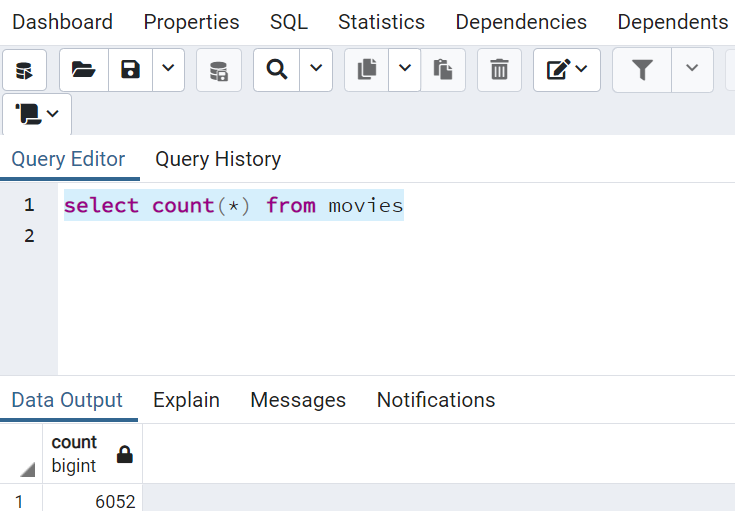 Dashboard Properties SQL Statistics Dependencies Dependents
Query Editor Query History
1 select count(*) from movies
2
Data Output Explain Messages Notifications
count
bigint
1 6052